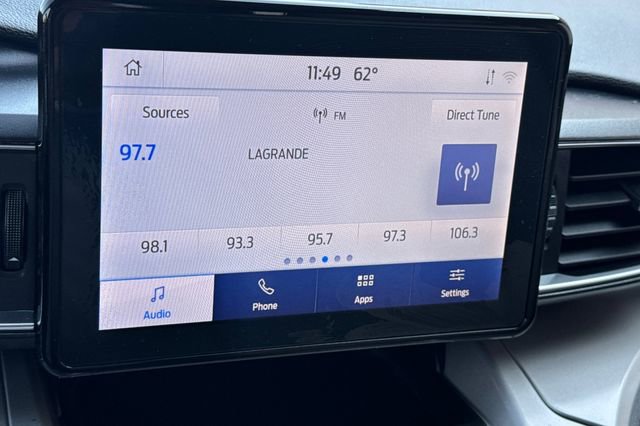 11:49 62°
Sources
FM
Direct Tune
97.7
LAGRANDE
98.1 93.3 95.7 97.3 106.3
Audio Phone Apps Settings